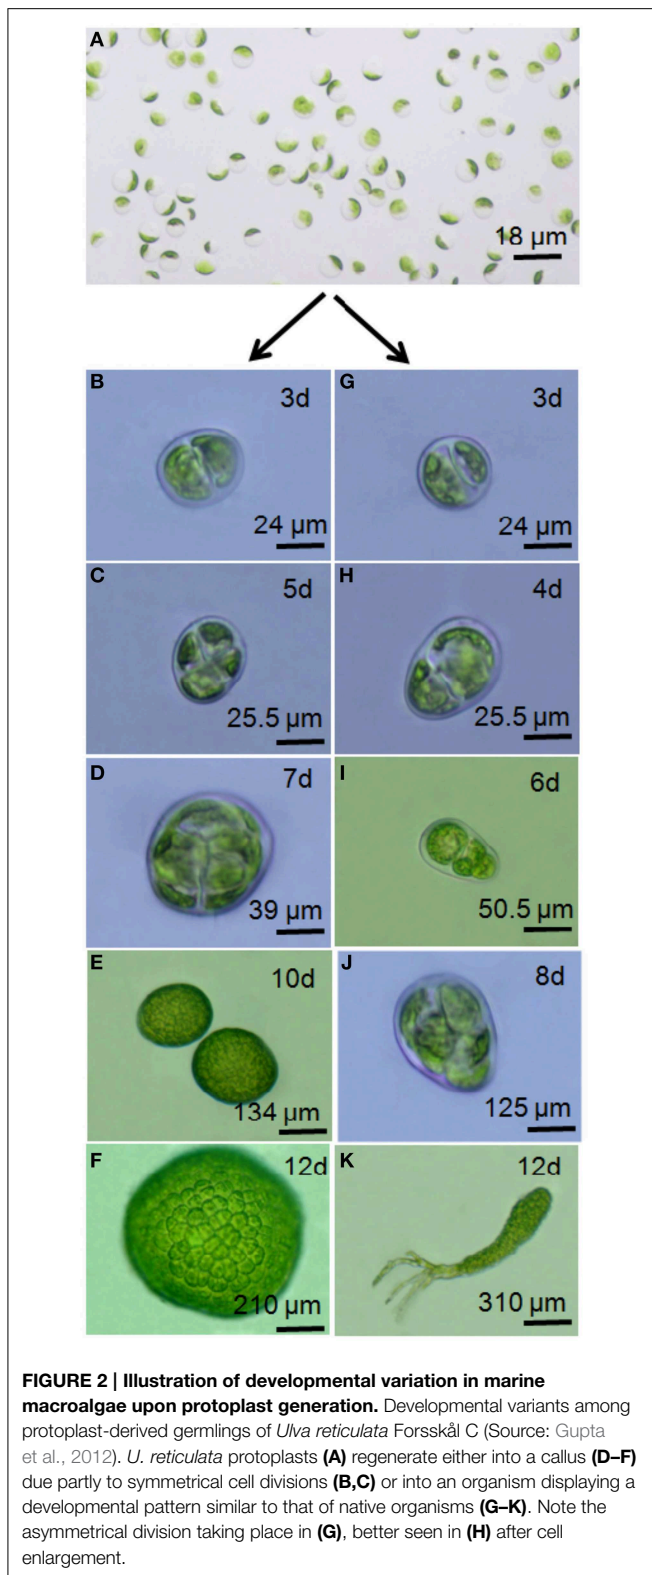 A
18 µm
B
3d
24 µm
G
3d
24 µm
C
5d
25.5 µm
H
4d
25.5 µm
D
7d
39 µm
I
6d
50.5 µm
E
10d
134 µm
J
8d
125 µm
F
12d
210 µm
K
12d
310 µm
FIGURE 2 | Illustration of developmental variation in marine
macroalgae upon protoplast generation. Developmental variants among
protoplast-derived germlings of Ulva reticulata Forsskål C (Source: Gupta
et al., 2012). U. reticulata protoplasts (A) regenerate either into a callus (D–F)
due partly to symmetrical cell divisions (B,C) or into an organism displaying a
developmental pattern similar to that of native organisms (G–K). Note the
asymmetrical division taking place in (G), better seen in (H) after cell
enlargement.